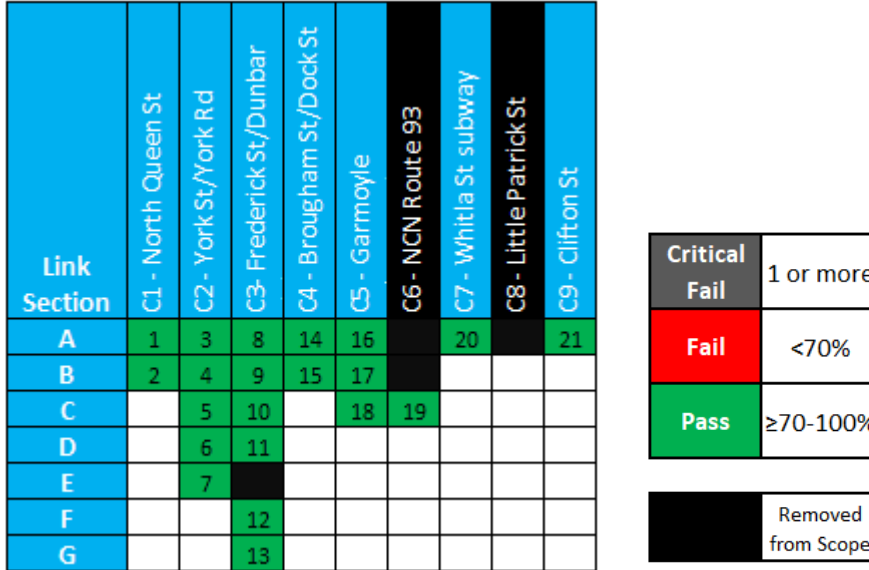 Link
Section
C1 - North Queen St
C2 - York St/York Rd
C3- Frederick St/Dunbar
C4 - Brougham St/Dock St
C5 - Garmoyle
C6 - NCN Route 93
C7 - Whitla St subway
C8 - Little Patrick St
C9 - Clifton St
A 1 3 8 14 16 20 21
B 2 4 9 15 17
C 5 10 18 19
D 6 11
E 7
F 12
G 13
Critical
Fail
1 or more
Fail <70%
Pass ≥70-100%
Removed
from Scope